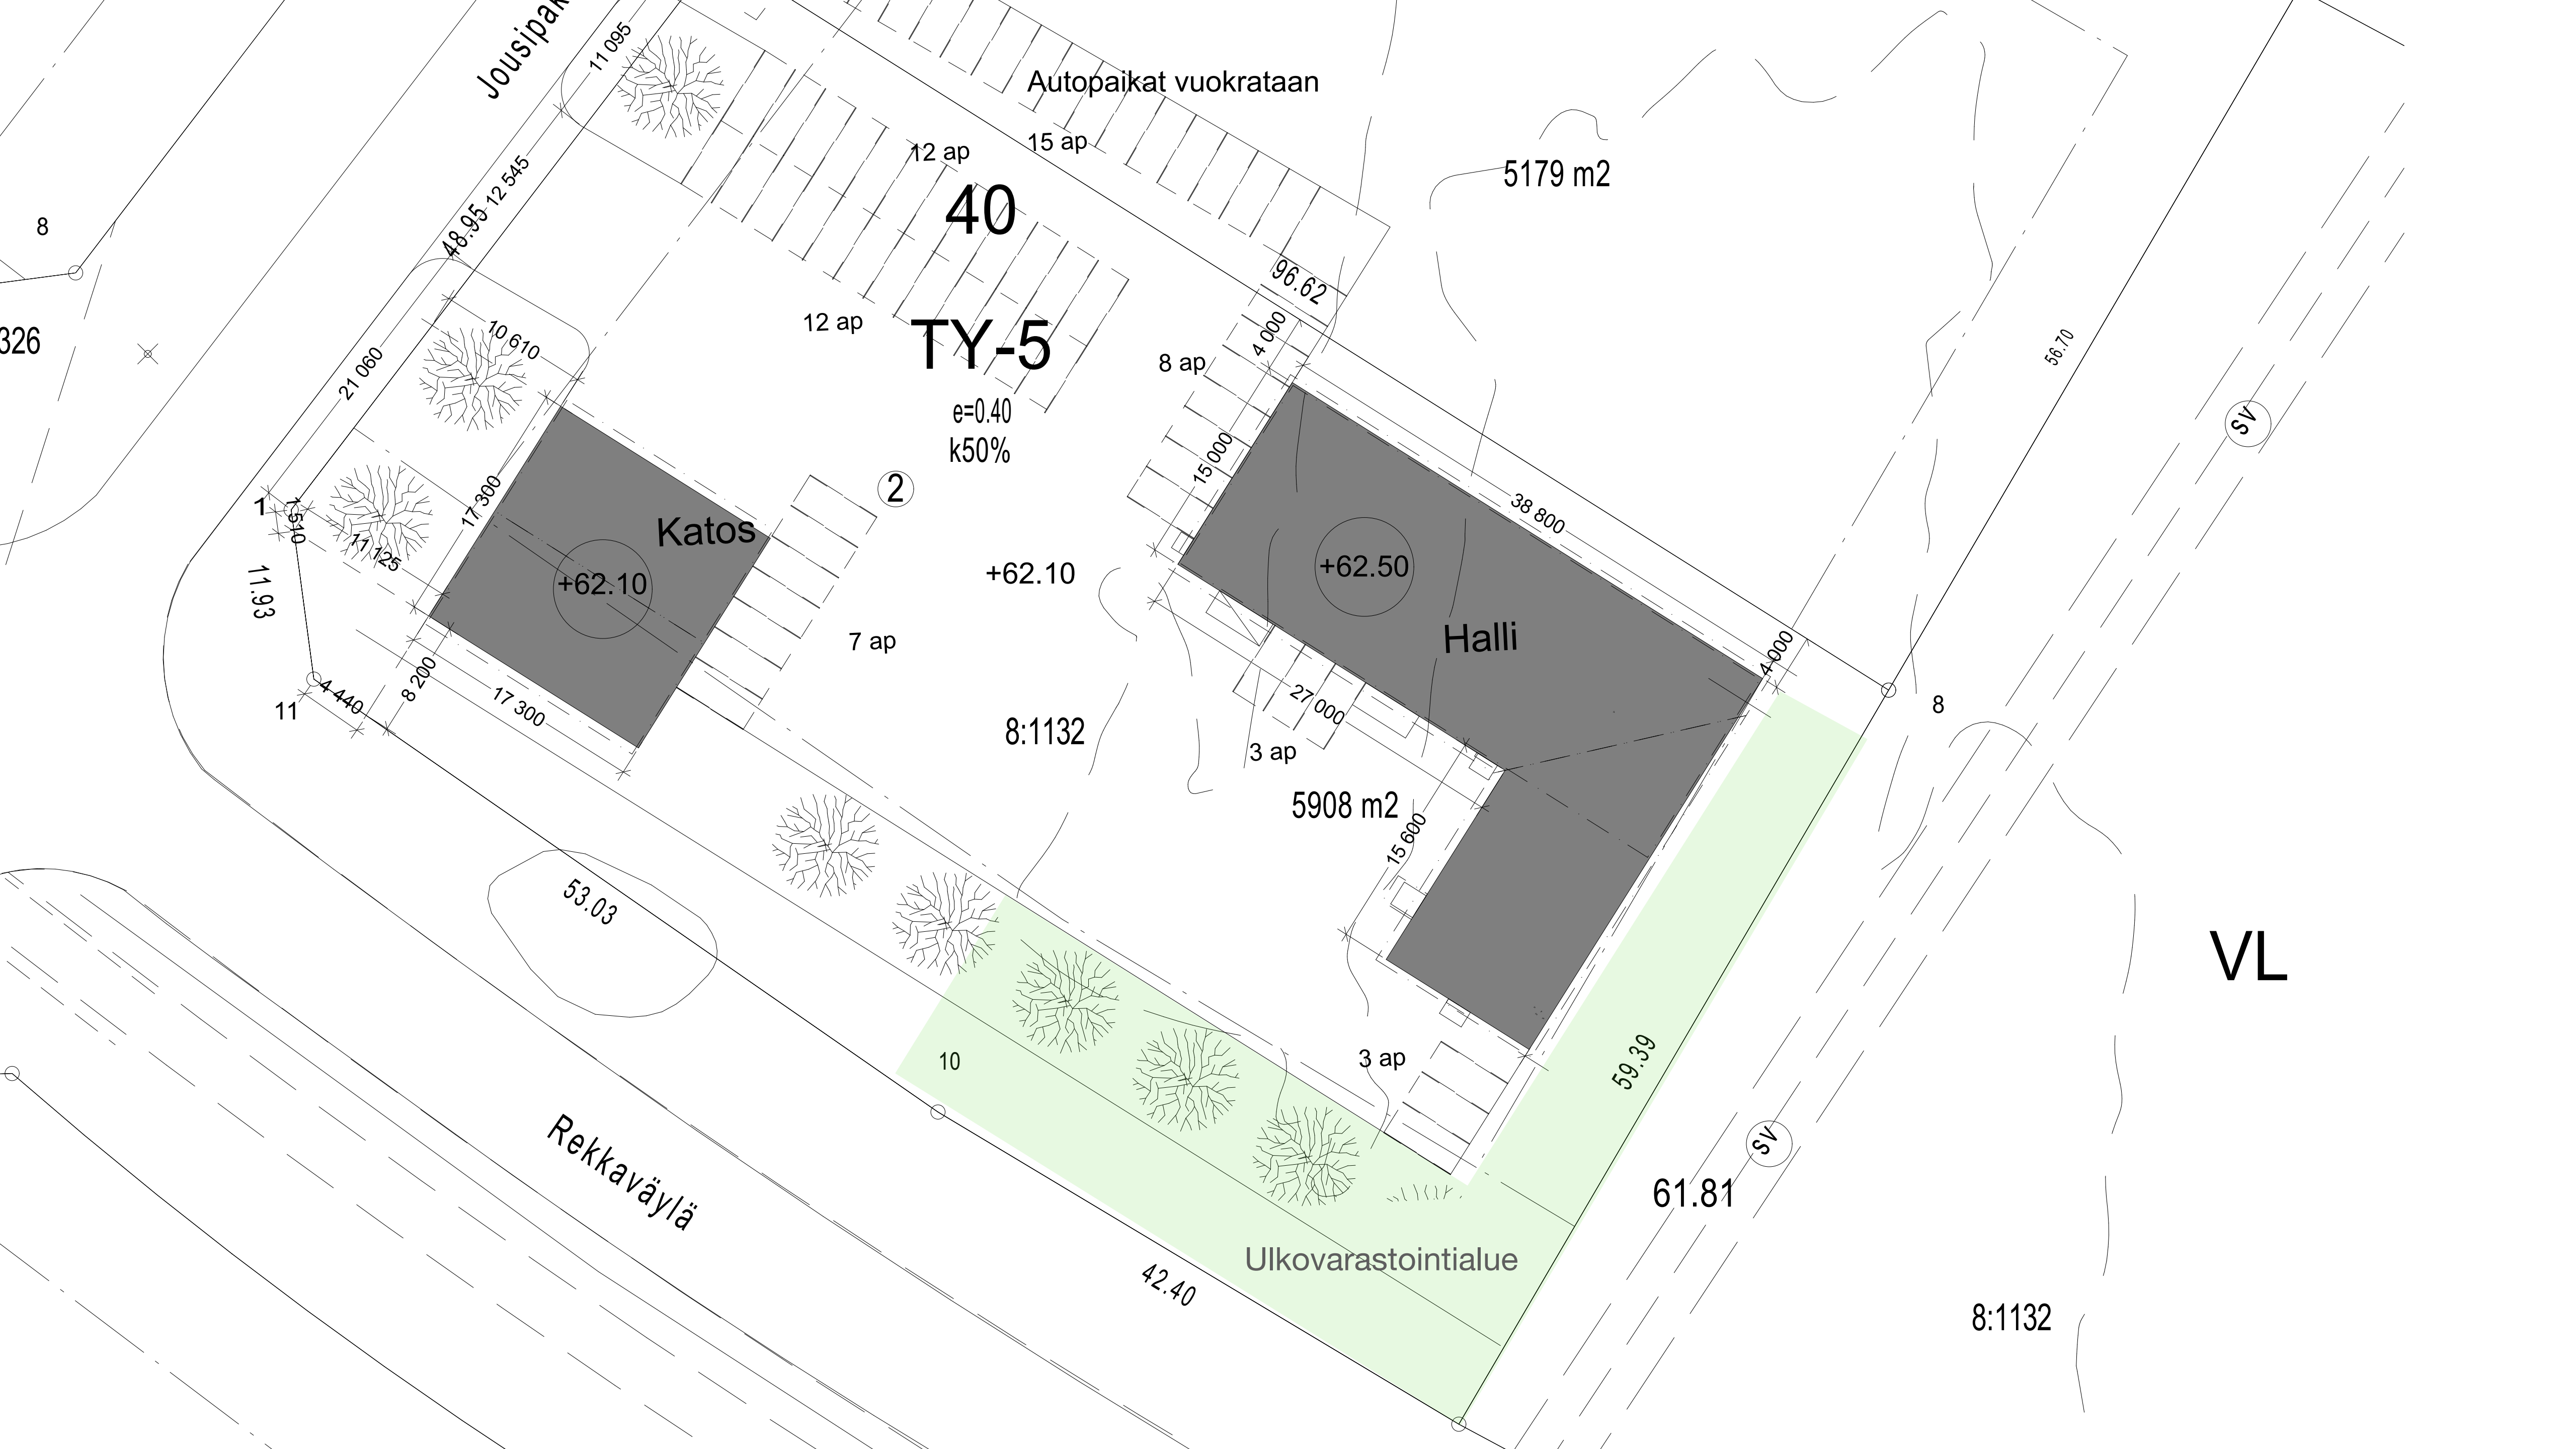 11 095
Autopaikat vuokrataan
12 ap
15 ap
5179 m2
12 545
48.95
40
8
96.62
12 ap
TY-5
4 000
8 ap
326
10 610
21 060
56.70
e=0.40
k50%
sv
15 000
17 300
2
38 800
1
1 510
Katos
11 125
+62.10
+62.10
+62.50
11.93
Halli
7 ap
4 000
8 200
4 440
17 300
11
27 000
8
8:1132
3 ap
5908 m2
15 600
53.03
VL
10
3 ap
59.39
Rekkaväylä
sv
61.81
Ulkovarastointialue
42.40
8:1132